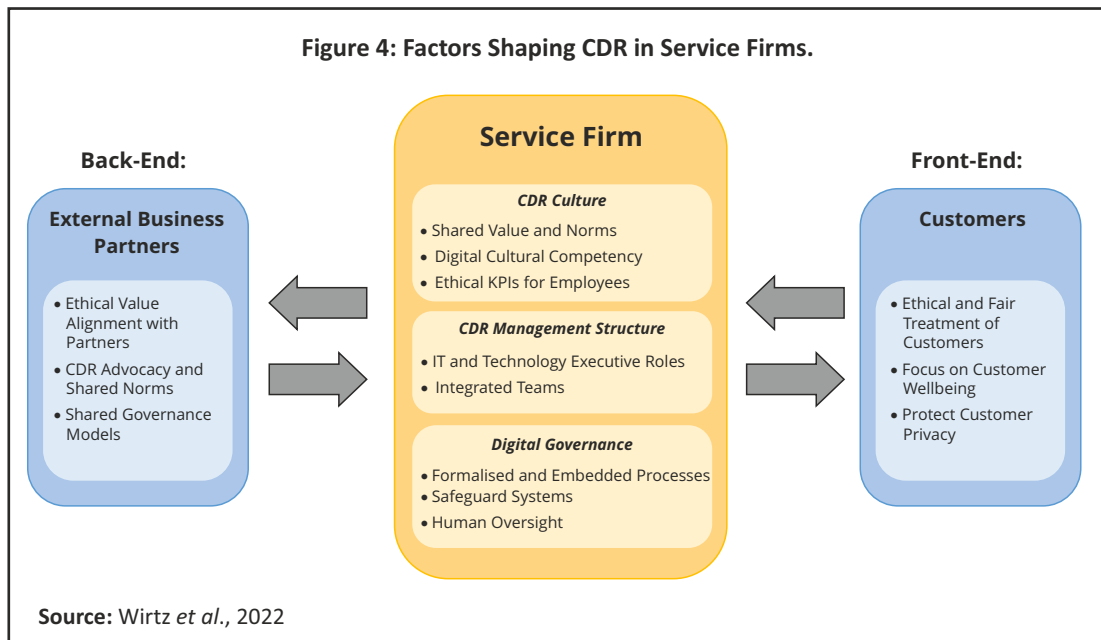 Figure 4: Factors Shaping CDR in Service Firms.
Back-End:
External Business
Partners
• Ethical Value
Alignment with
Partners
• CDR Advocacy and
Shared Norms
• Shared Governance
Models
Service Firm
CDR Culture
• Shared Value and Norms
• Digital Cultural Competency
• Ethical KPIs for Employees
CDR Management Structure
• IT and Technology Executive Roles
• Integrated Teams
Digital Governance
• Formalised and Embedded Processes
• Safeguard Systems
• Human Oversight
Front-End:
Customers
• Ethical and Fair
Treatment of
Customers
• Focus on Customer
Wellbeing
• Protect Customer
Privacy
Source: Wirtz et al., 2022